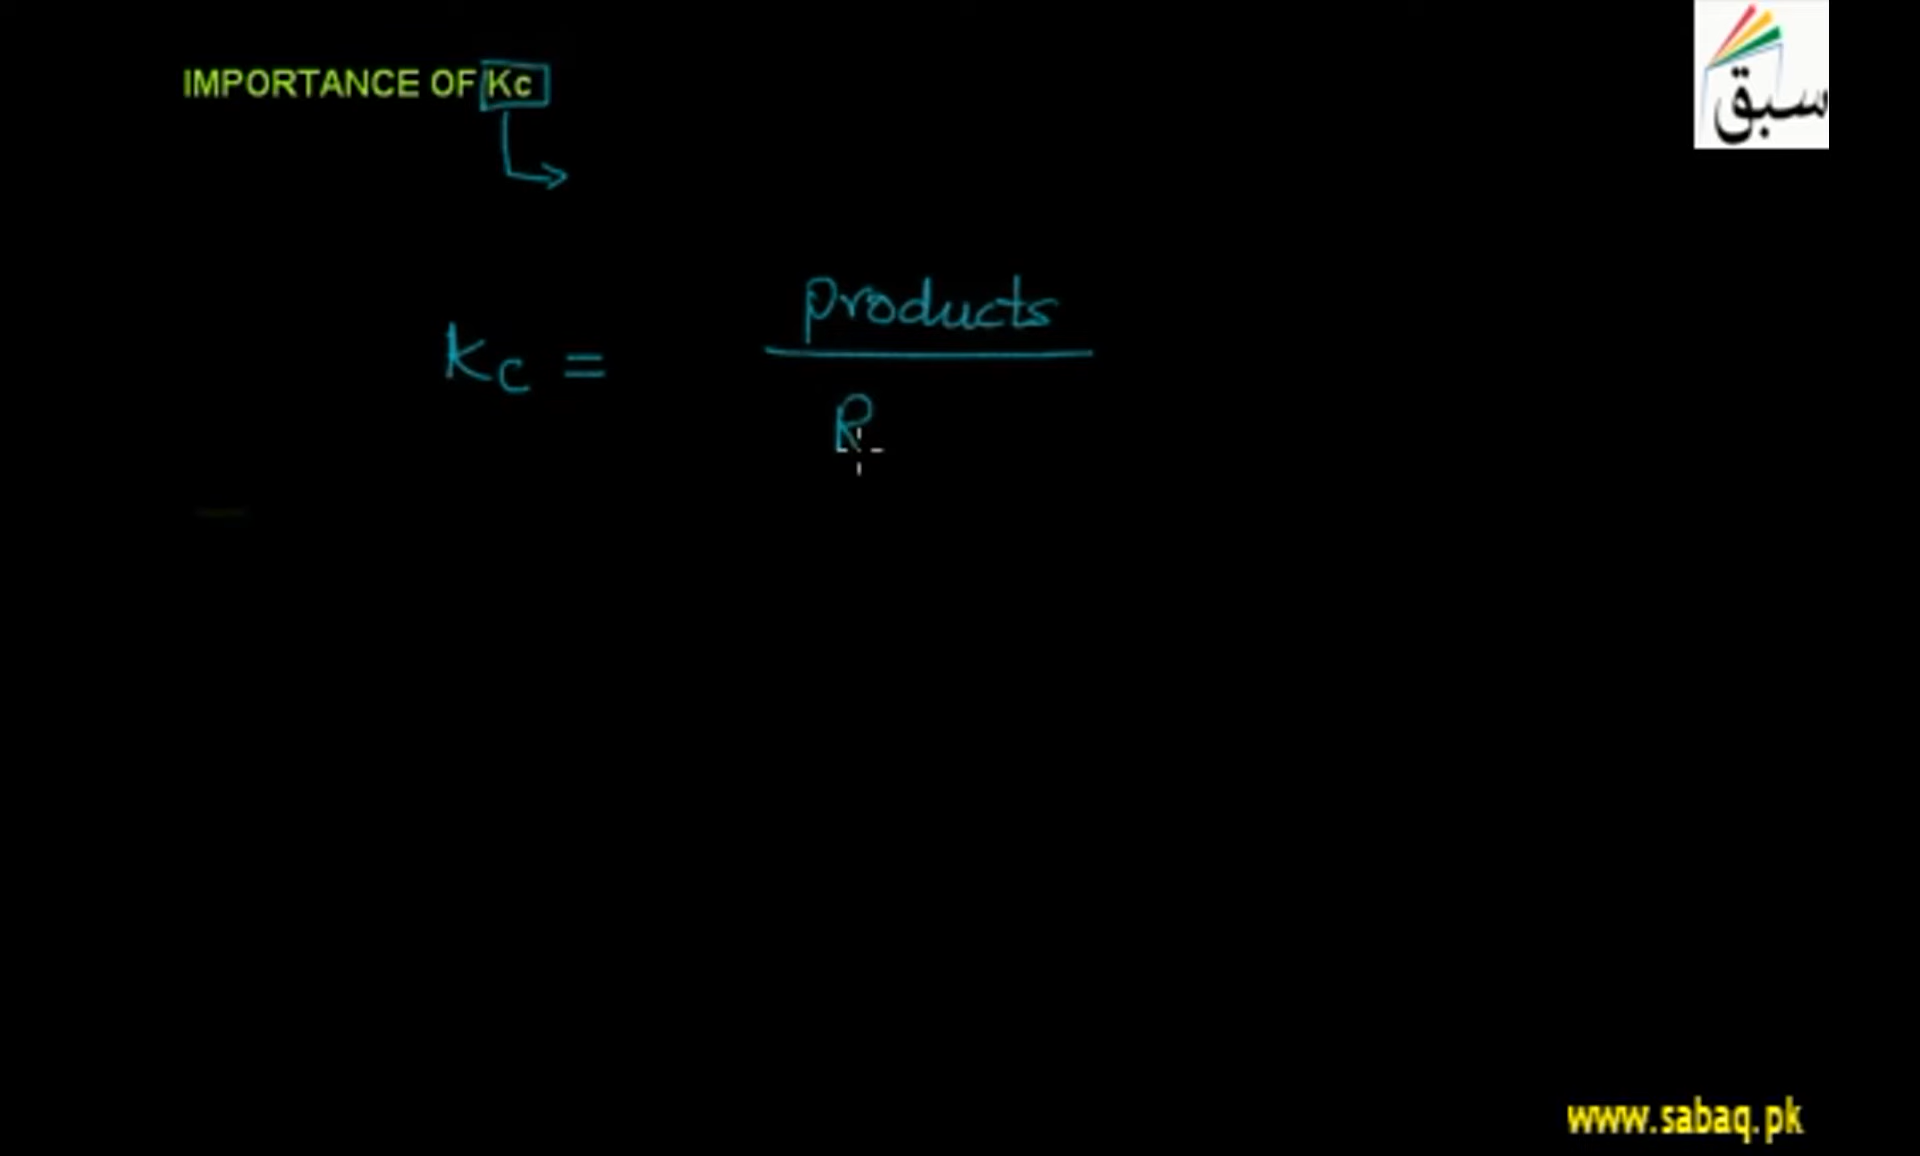 IMPORTANCE OF Kc
سبق
Kc = products / R
www.sabaq.pk